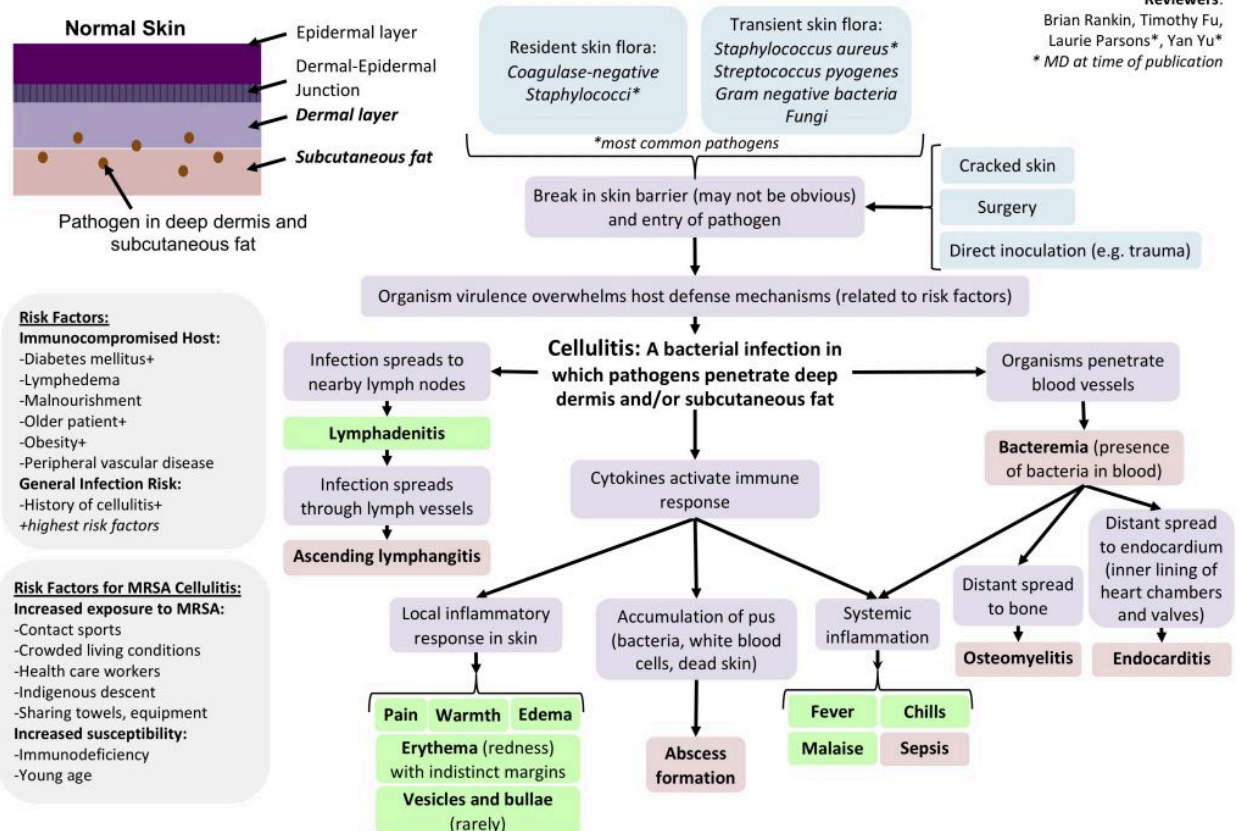 Reviewers:
Brian Rankin, Timothy Fu,
Laurie Parsons*, Yan Yu*
* MD at time of publication
Normal Skin
Epidermal layer
Dermal-Epidermal
Junction
Dermal layer
Subcutaneous fat
Pathogen in deep dermis and
subcutaneous fat
Resident skin flora:
Coagulase-negative
Staphylococci*
Transient skin flora:
Staphylococcus aureus*
Streptococcus pyogenes
Gram negative bacteria
Fungi
*most common pathogens
Break in skin barrier (may not be obvious)
and entry of pathogen
Cracked skin
Surgery
Direct inoculation (e.g. trauma)
Organism virulence overwhelms host defense mechanisms (related to risk factors)
Risk Factors:
Immunocompromised Host:
-Diabetes mellitus+
-Lymphedema
-Malnourishment
-Older patient+
-Obesity+
-Peripheral vascular disease
General Infection Risk:
-History of cellulitis+
+highest risk factors
Risk Factors for MRSA Cellulitis:
Increased exposure to MRSA:
-Contact sports
-Crowded living conditions
-Health care workers
-Indigenous descent
-Sharing towels, equipment
Increased susceptibility:
-Immunodeficiency
-Young age
Cellulitis: A bacterial infection in
which pathogens penetrate deep
dermis and/or subcutaneous fat
Infection spreads to
nearby lymph nodes
Lymphadenitis
Infection spreads
through lymph vessels
Ascending lymphangitis
Cytokines activate immune
response
Organisms penetrate
blood vessels
Bacteremia (presence
of bacteria in blood)
Local inflammatory
response in skin
Accumulation of pus
(bacteria, white blood
cells, dead skin)
Systemic
inflammation
Distant spread
to bone
Distant spread
to endocardium
(inner lining of
heart chambers
and valves)
Osteomyelitis
Endocarditis
Pain
Warmth
Edema
Erythema (redness)
with indistinct margins
Vesicles and bullae
(rarely)
Abscess
formation
Fever
Chills
Malaise
Sepsis